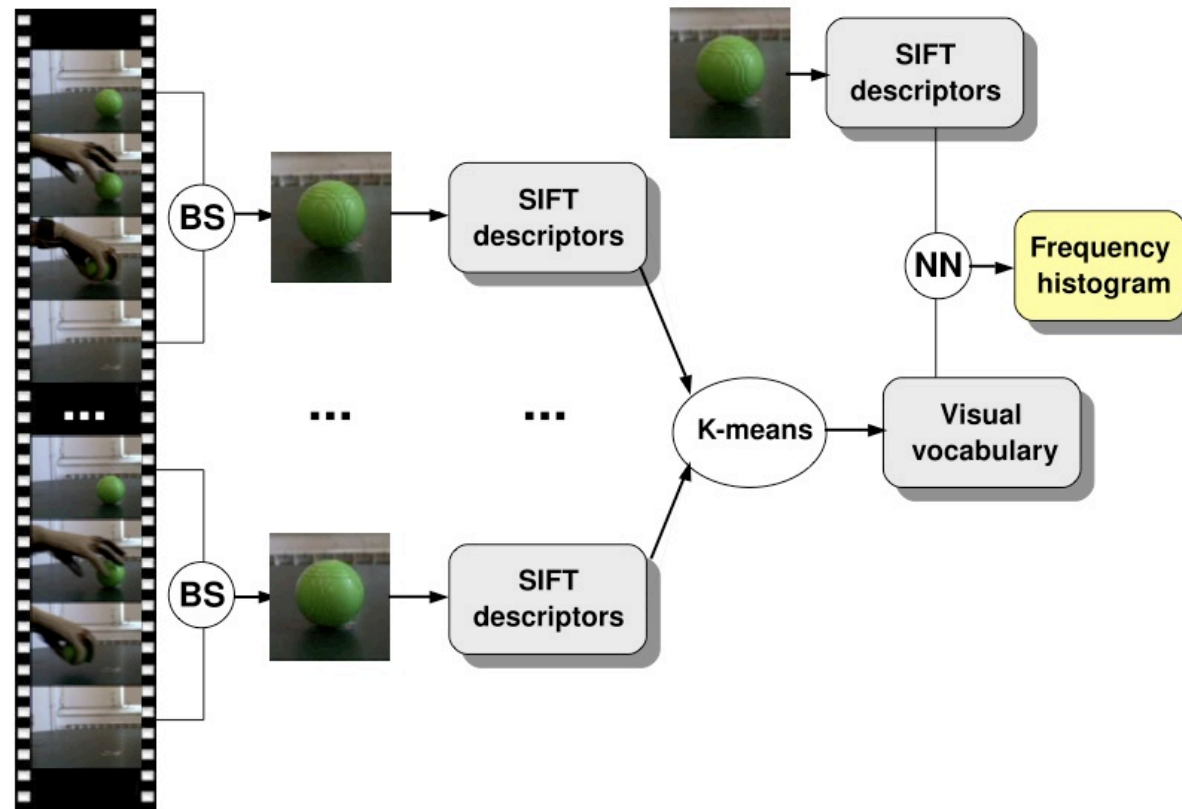 SIFT
descriptors
BS
SIFT
descriptors
NN
Frequency
histogram
...
...
...
K-means
Visual
vocabulary
BS
SIFT
descriptors